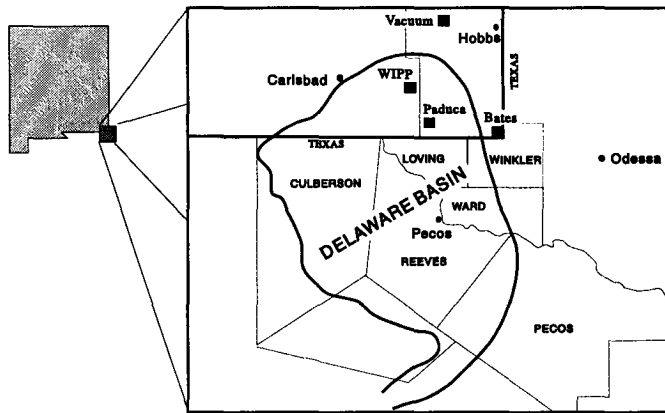 Vacuum
Hobbs
TEXAS
Carlsbad
WIPP
Paduca
Bates
TEXAS
LOVING
WINKLER
Odessa
CULBERSON
DELAWARE BASIN
WARD
Pecos
REEVES
PECOS